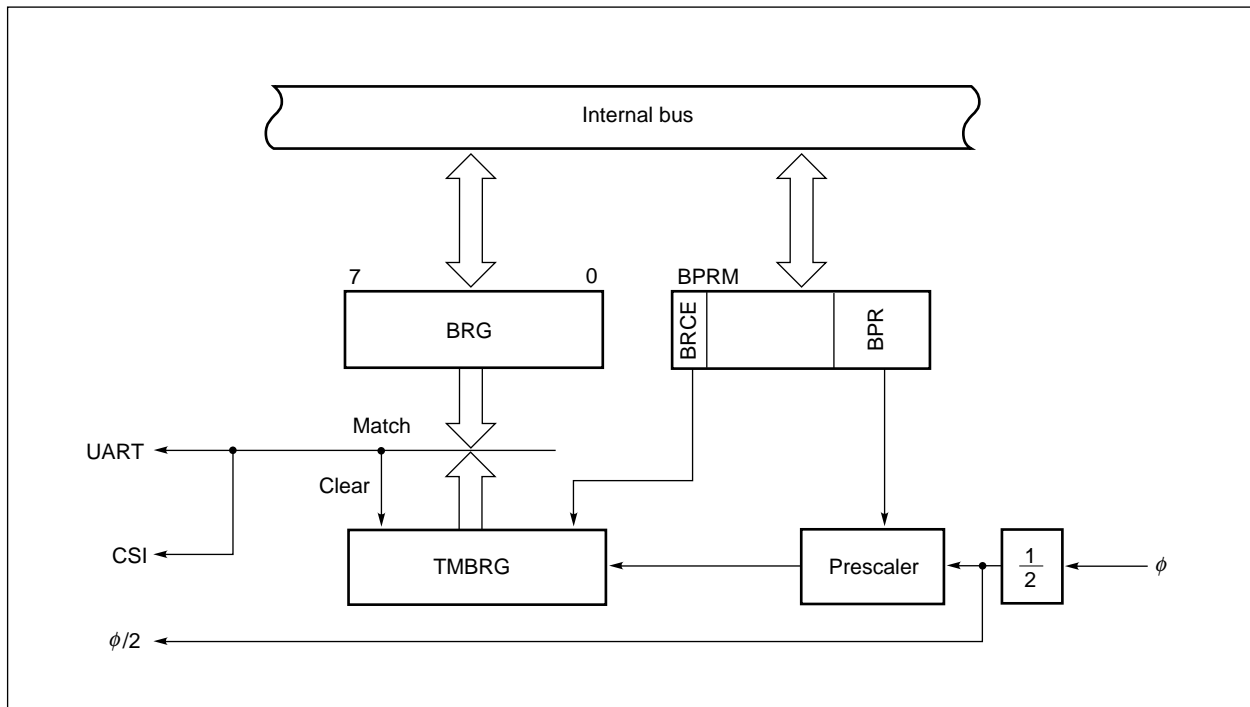 Internal bus
7
0
BPRM
BRG
BRCE
BPR
Match
UART
Clear
CSI
TMBRG
Prescaler
1
2
ϕ
ϕ/2